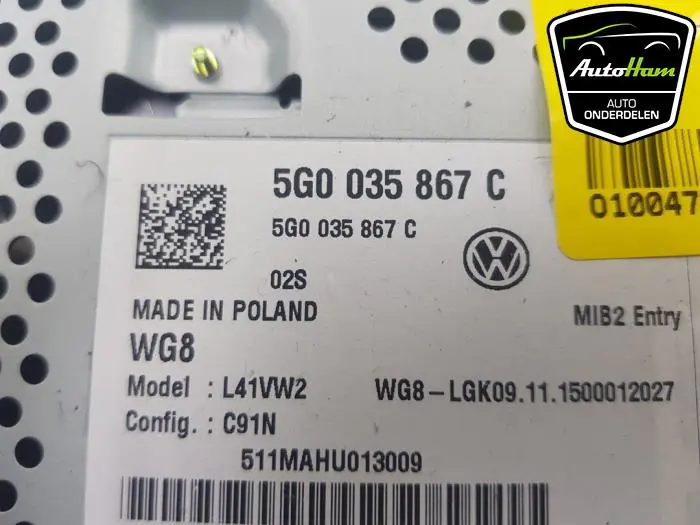 AutoHam
AUTO
ONDERDELEN
010047
5G0 035 867 C
5G0 035 867 C
02S
MADE IN POLAND
MIB2 Entry
WG8
Model : L41VW2
WG8-LGK09.11.1500012027
Config. : C91N
511MAHU013009